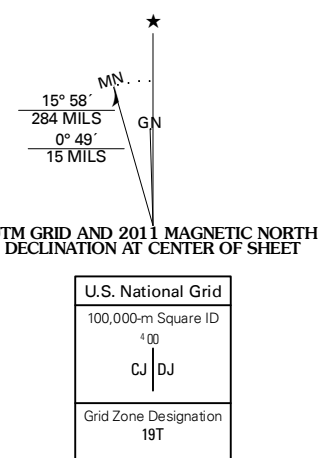 MN
15° 58´
284 MILS
GN
0° 49´
15 MILS
UTM GRID AND 2011 MAGNETIC NORTH
DECLINATION AT CENTER OF SHEET
U.S. National Grid
100,000-m Square ID
4 00
CJ DJ
Grid Zone Designation
19T